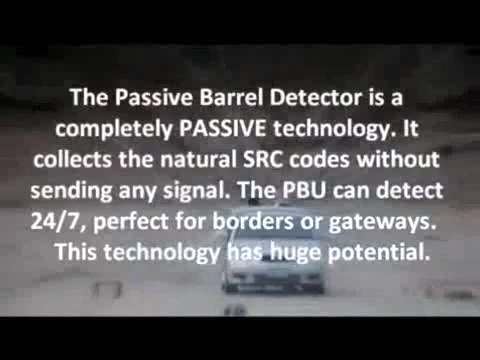 The Passive Barrel Detector is a
completely PASSIVE technology. It
collects the natural SRC codes without
sending any signal. The PBU can detect
24/7, perfect for borders or gateways.
This technology has huge potential.